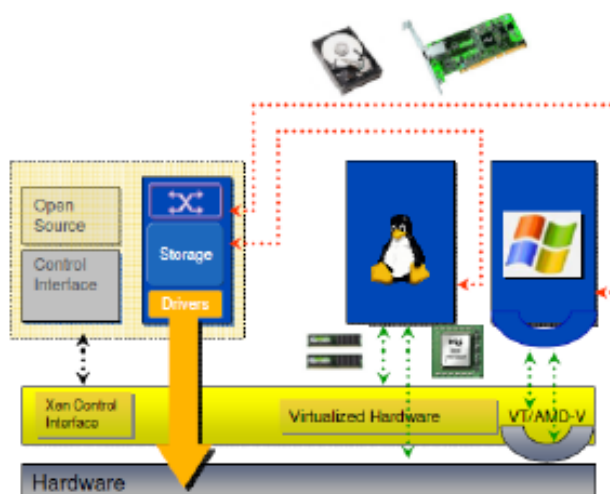 Open
Source
Control
Interface
Storage
Drivers
Xen Control
Interface
Virtualized Hardware
VT/AMD-V
Hardware